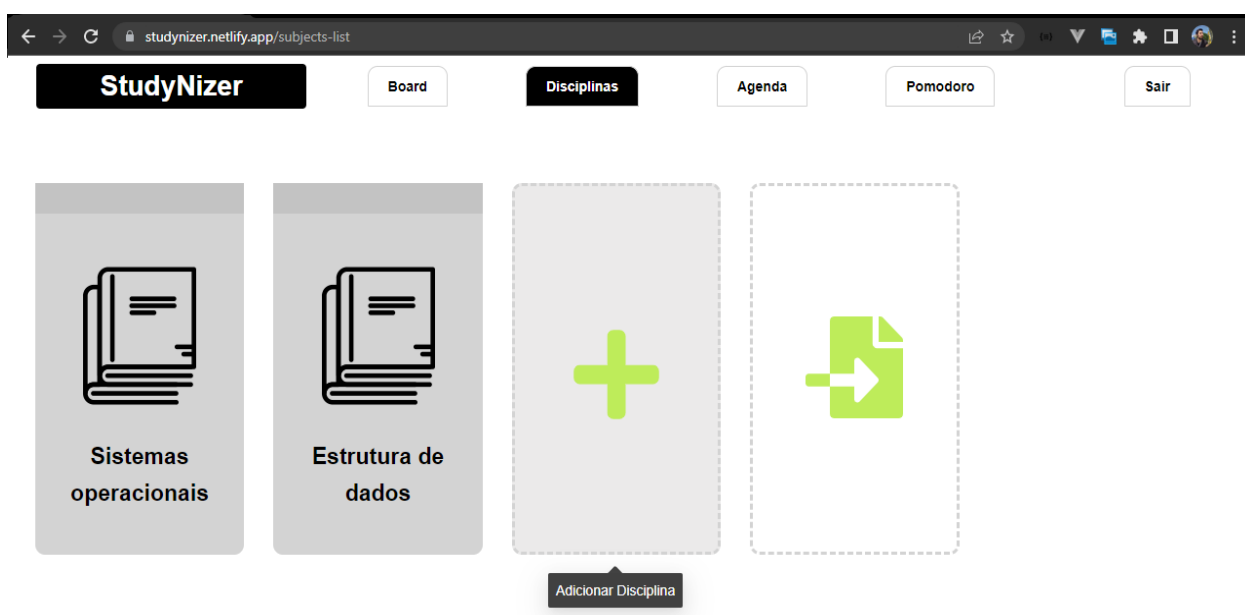 studynizer.netlify.app/subjects-list
StudyNizer
Board
Disciplinas
Agenda
Pomodoro
Sair
Sistemas
operacionais
Estrutura de
dados
Adicionar Disciplina